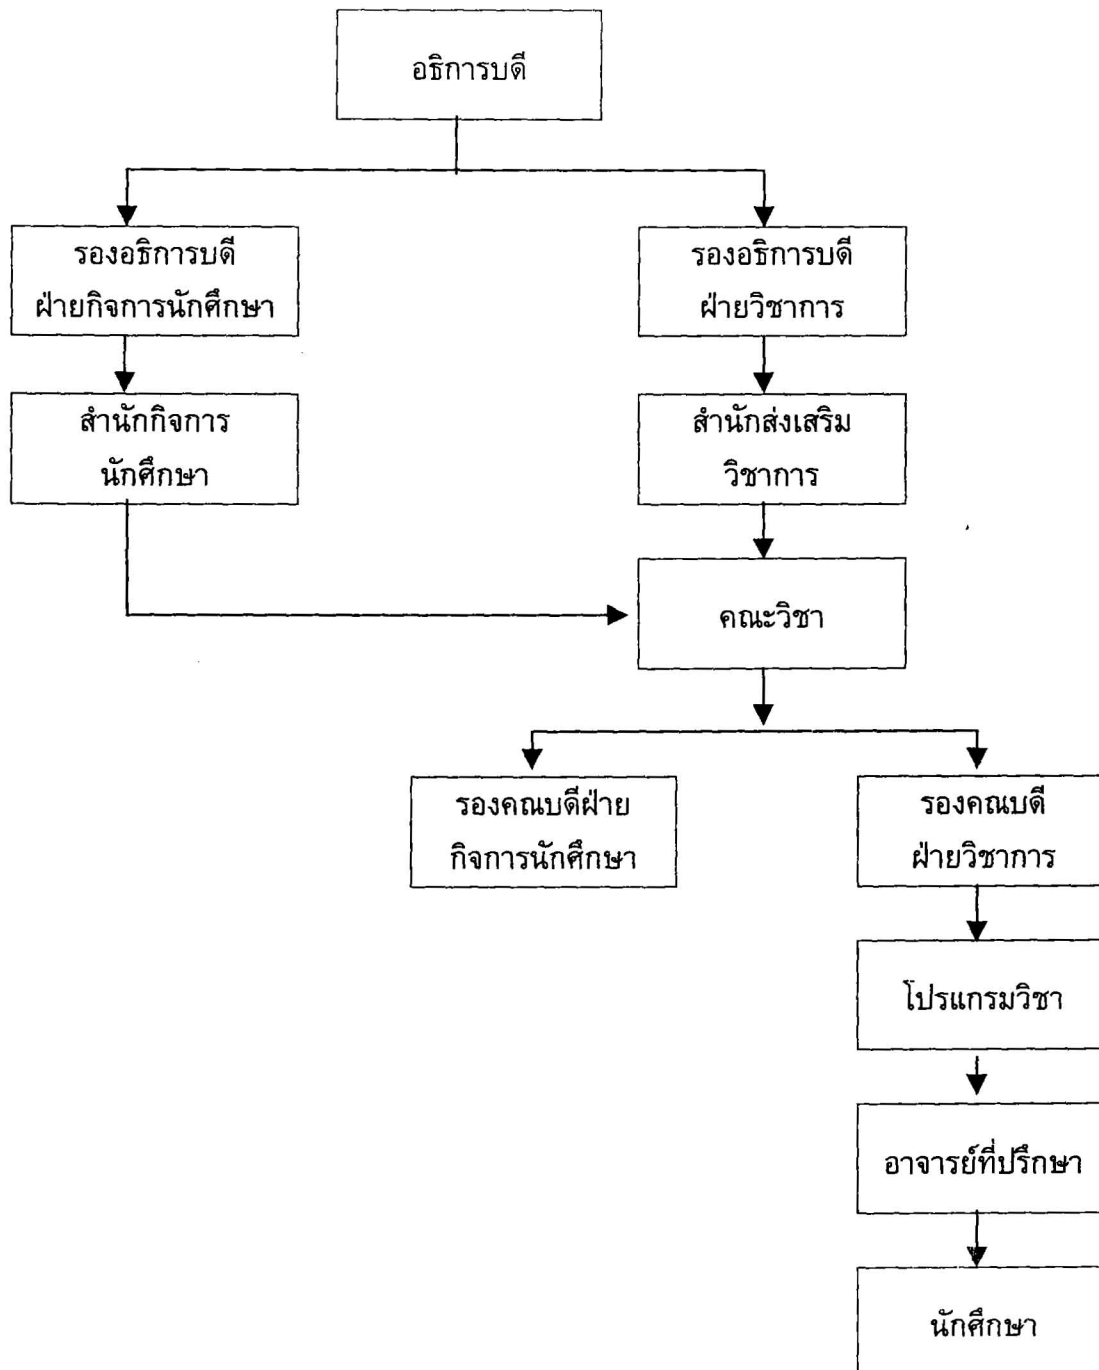 อธิการบดี
รองอธิการบดี
ฝ่ายกิจการนักศึกษา
รองอธิการบดี
ฝ่ายวิชาการ
สำนักกิจการ
นักศึกษา
สำนักส่งเสริม
วิชาการ
คณะวิชา
รองคณบดีฝ่าย
กิจการนักศึกษา
รองคณบดี
ฝ่ายวิชาการ
โปรแกรมวิชา
อาจารย์ที่ปรึกษา
นักศึกษา